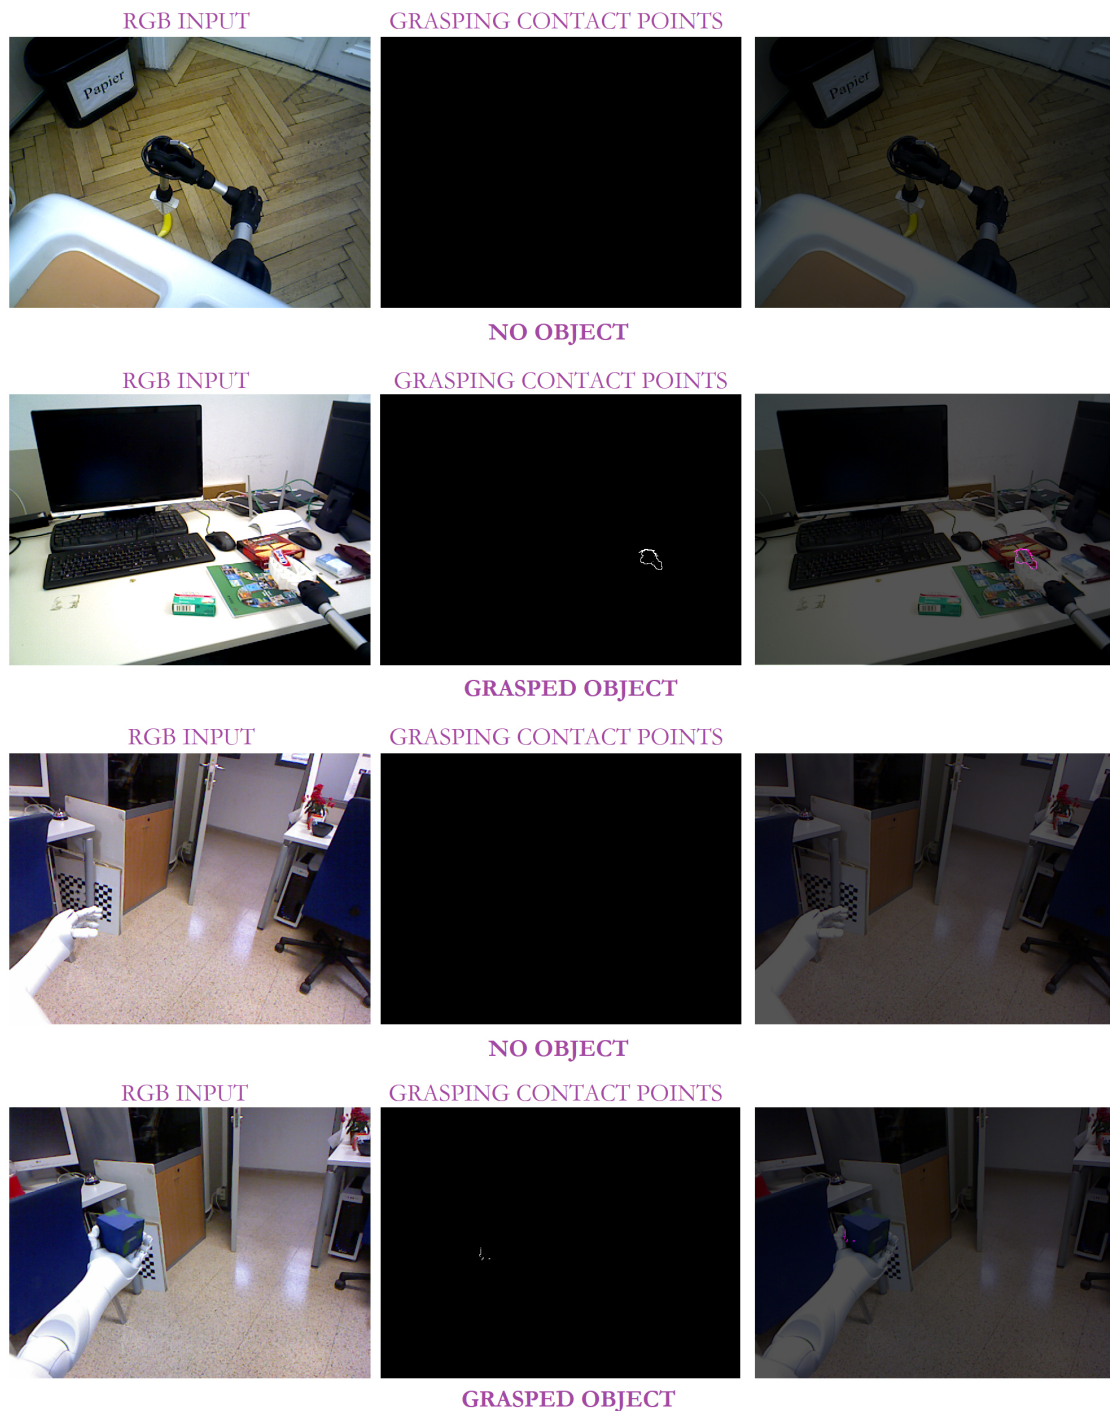 RGB INPUT
GRASPING CONTACT POINTS
Papier
Papier
NO OBJECT
RGB INPUT
GRASPING CONTACT POINTS
GRASPED OBJECT
RGB INPUT
GRASPING CONTACT POINTS
NO OBJECT
RGB INPUT
GRASPING CONTACT POINTS
GRASPED OBJECT